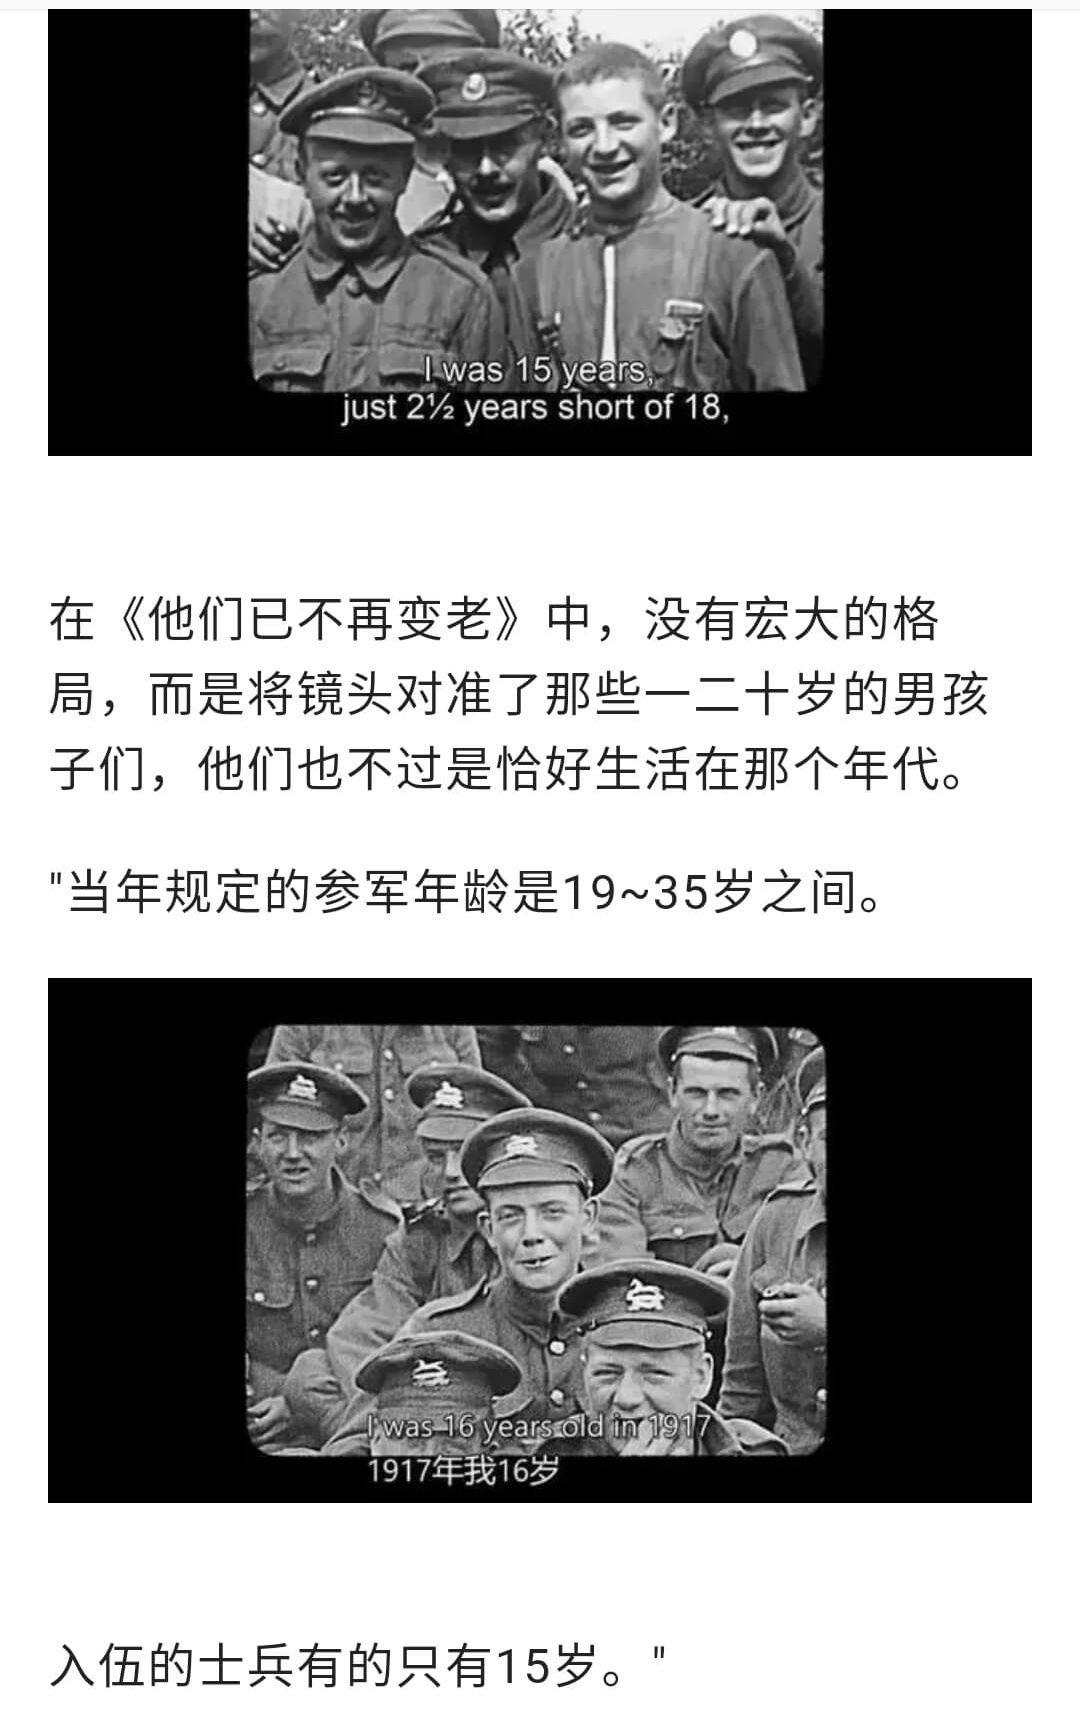 I was 15 years,
just 2½ years short of 18,
在《他们已不再变老》中，没有宏大的格
局，而是将镜头对准了那些一二十岁的男孩
子们，他们也不过是恰好生活在那个年代。
"当年规定的参军年龄是19~35岁之间。
I was 16 years old in 1917
1917年我16岁
入伍的士兵有的只有15岁。"